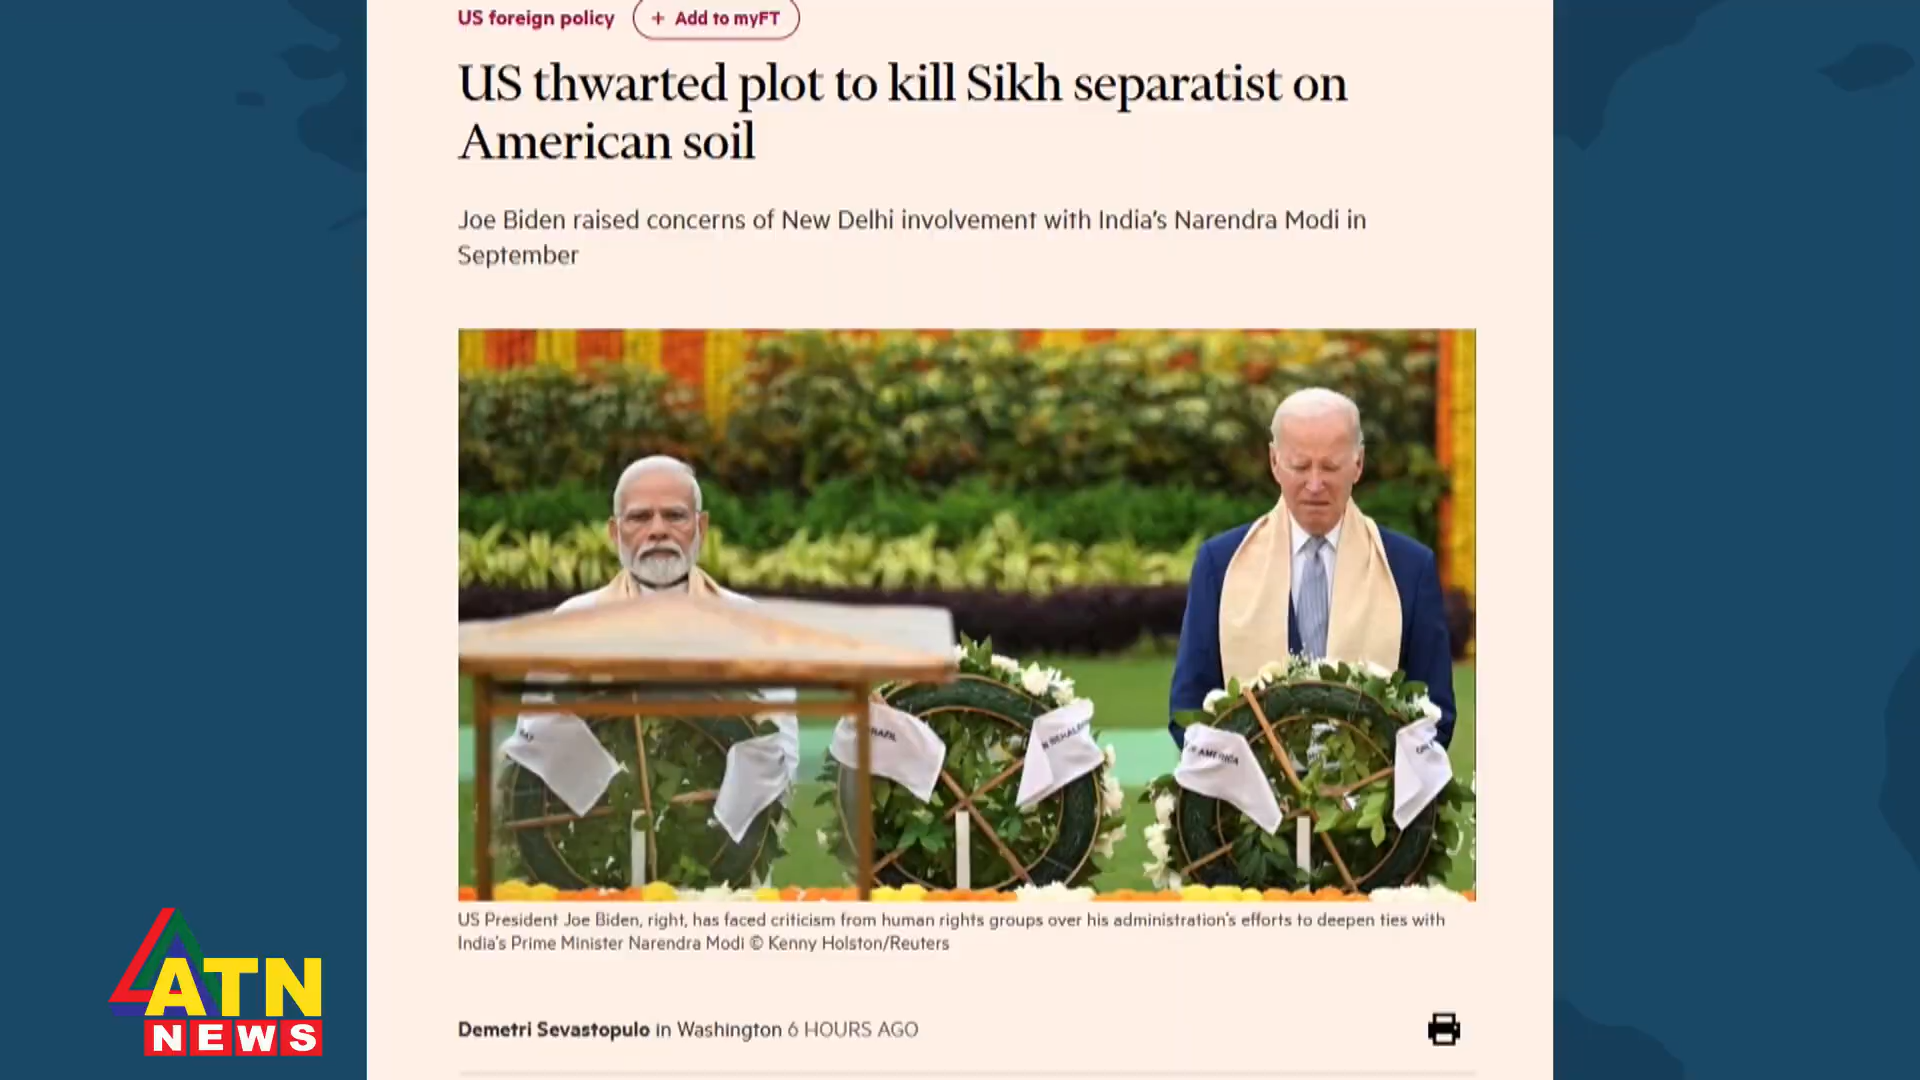 US foreign policy
+ Add to myFT
US thwarted plot to kill Sikh separatist on
American soil
Joe Biden raised concerns of New Delhi involvement with India’s Narendra Modi in
September
AMERICA
US President Joe Biden, right, has faced criticism from human rights groups over his administration’s efforts to deepen ties with
India’s Prime Minister Narendra Modi © Kenny Holston/Reuters
Demetri Sevastopulo in Washington 6 HOURS AGO
ATN
NEWS